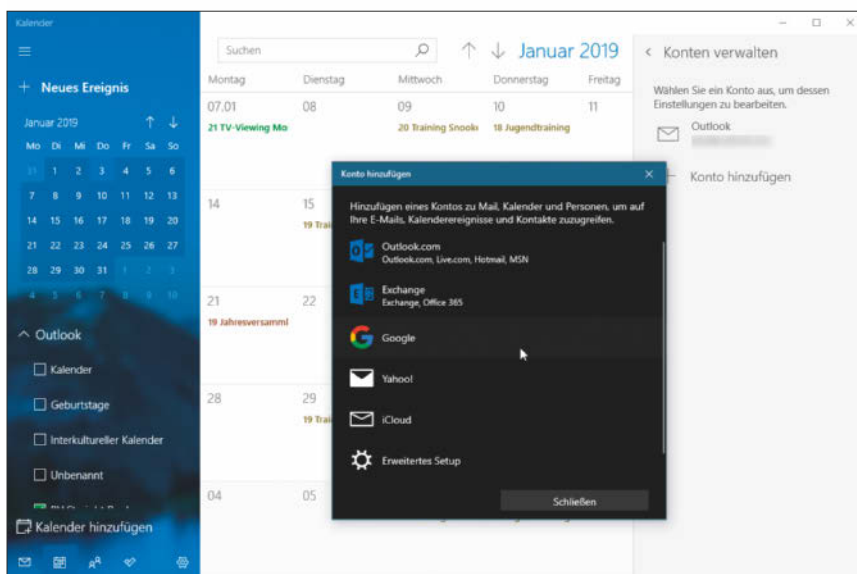 Kalender
Neues Ereignis
Januar 2019
Mo Di Mi Do Fr Sa So
31 1 2 3 4 5 6
7 8 9 10 11 12 13
14 15 16 17 18 19 20
21 22 23 24 25 26 27
28 29 30 31 1 2 3
4 5 6 7 8 9 10
Outlook
Kalender
Geburtstage
Interkultureller Kalender
Unbenannt
Kalender hinzufügen
Suchen
Januar 2019
Montag Dienstag Mittwoch Donnerstag Freitag
07.01 08 09 10 11
21 TV-Viewing Mo
20 Training Snooke
18 Jugendtraining
14 15
19 Trai
21 22
19 Jahresversamml
28 29
19 Trai
04 05
Konto hinzufügen
Hinzufügen eines Kontos zu Mail, Kalender und Personen, um auf
Ihre E-Mails, Kalenderereignisse und Kontakte zuzugreifen.
Outlook.com
Outlook.com, Live.com, Hotmail, MSN
Exchange
Exchange, Office 365
Google
Yahoo!
iCloud
Erweitertes Setup
Schließen
Konten verwalten
Wählen Sie ein Konto aus, um dessen
Einstellungen zu bearbeiten.
Outlook
Konto hinzufügen